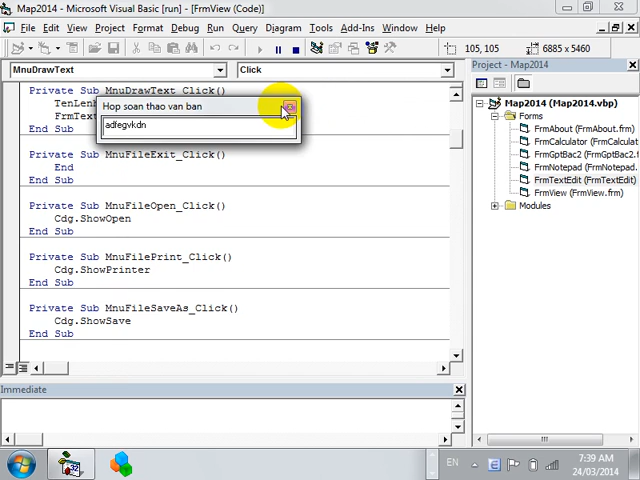 Map2014 - Microsoft Visual Basic [run] - [FrmView (Code)]
File Edit View Project Format Debug Run Query Diagram Tools Add-Ins Window Help
105, 105 6885 x 5460
MnuDrawText Click
Project - Map2014
Private Sub MnuDrawText_Click()
TenLenh
FrmText
End Sub
Hop soan thao van ban
adfegvkdn
Private Sub MnuFileExit_Click()
End
End Sub
Private Sub MnuFileOpen_Click()
Cdg.ShowOpen
End Sub
Private Sub MnuFilePrint_Click()
Cdg.ShowPrinter
End Sub
Private Sub MnuFileSaveAs_Click()
Cdg.ShowSave
End Sub
Map2014 (Map2014.vbp)
Forms
FrmAbout (FrmAbout.frm)
FrmCalculator (FrmCalculator.
FrmGptBac2 (FrmGptBac2.frm)
FrmNotepad (FrmNotepad.
FrmTextEdit (FrmTextEdit)
FrmView (FrmView.frm)
Modules
Immediate
EN
7:39 AM
24/03/2014